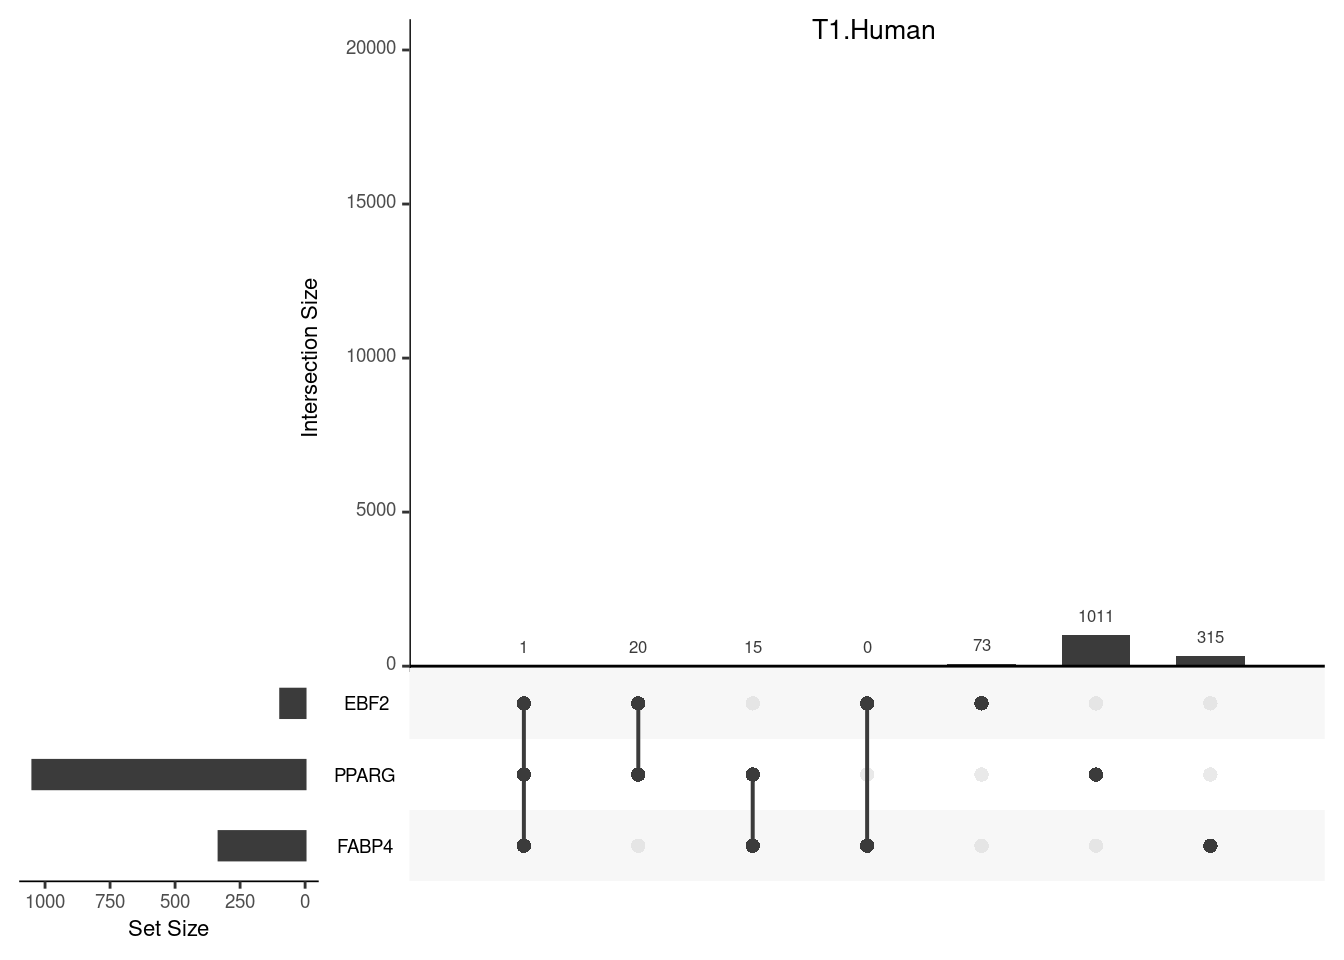 T1.Human
20000
15000
10000
5000
0
Intersection Size
1 20 15 0 73 1011 315
EBF2
PPARG
FABP4
1000 750 500 250 0
Set Size